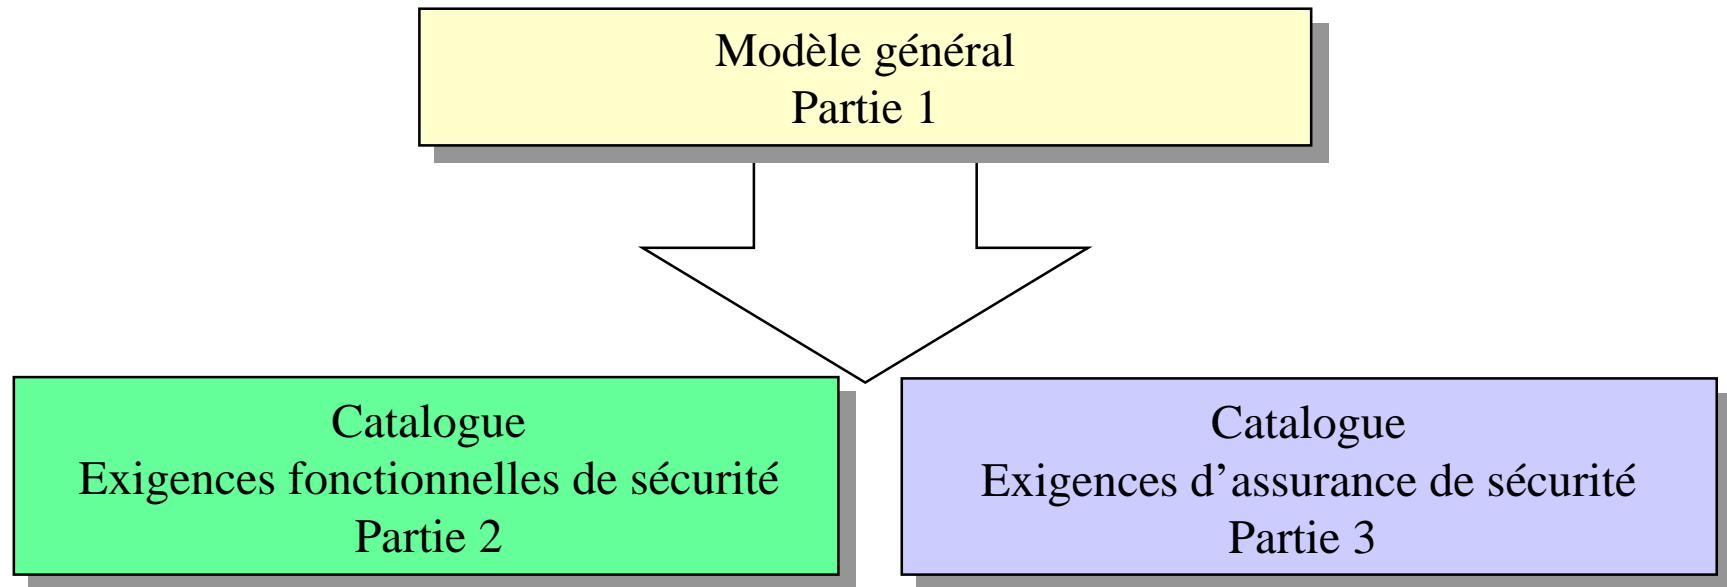 Modèle général
Partie 1
Catalogue
Exigences fonctionnelles de sécurité
Partie 2
Catalogue
Exigences d’assurance de sécurité
Partie 3